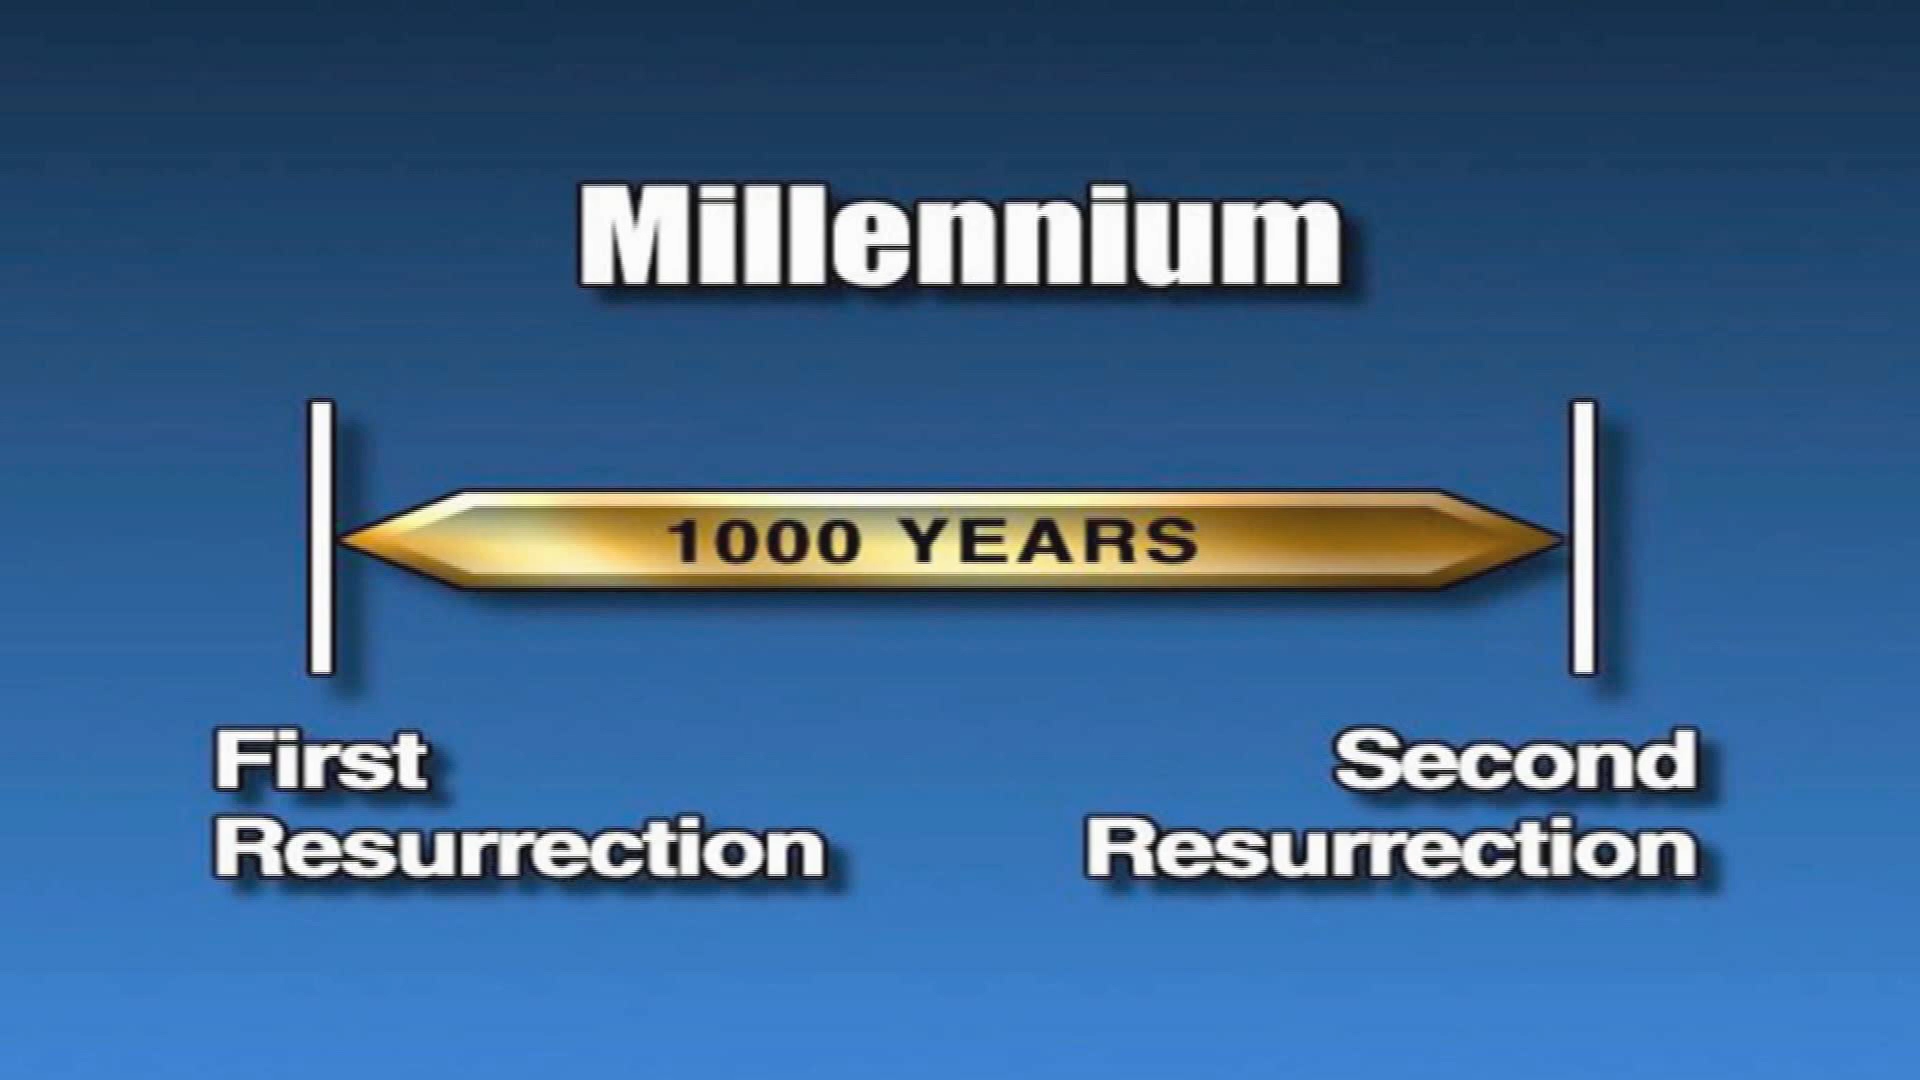 Millennium
1000 YEARS
First
Resurrection
Second
Resurrection